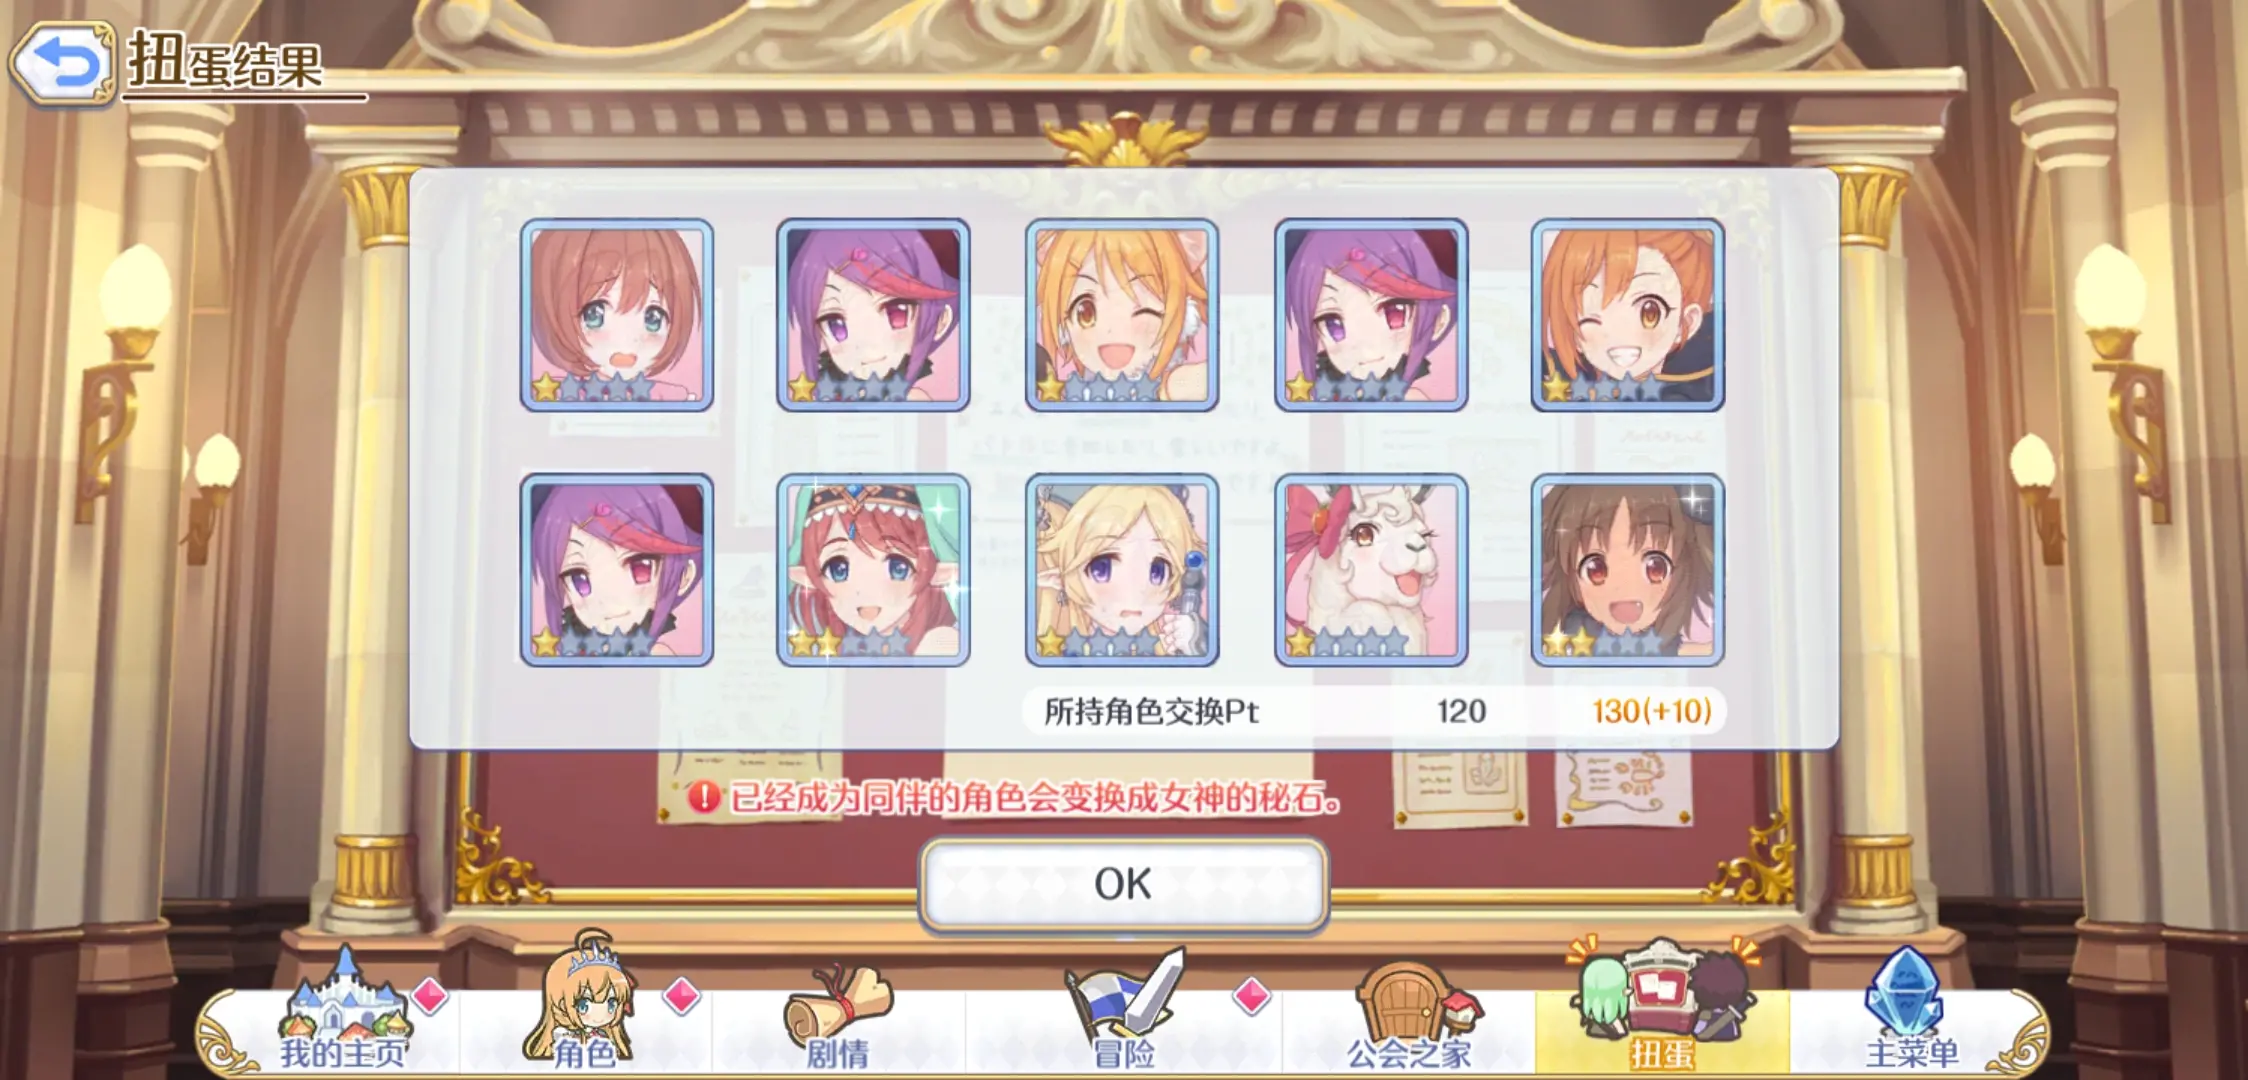 扭蛋结果
所持角色交换Pt 120 130(+10)
已经成为同伴的角色会变换成女神的秘石。
OK
我的主页 角色 剧情 冒险 公会之家 扭蛋 主菜单